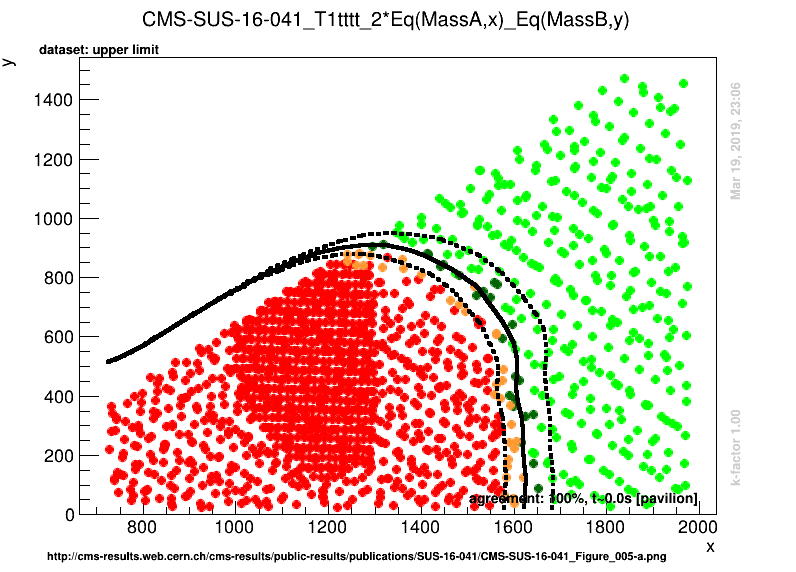 CMS-SUS-16-041_T1tttt_2*Eq(MassA,x)_Eq(MassB,y)
dataset: upper limit
y
1400
1200
1000
800
600
400
200
0
Mar 19, 2019, 23:06
k-factor 1.00
agreement: 100%, t~0.0s [pavilion]
800 1000 1200 1400 1600 1800 2000
x
http://cms-results.web.cern.ch/cms-results/public-results/publications/SUS-16-041/CMS-SUS-16-041_Figure_005-a.png